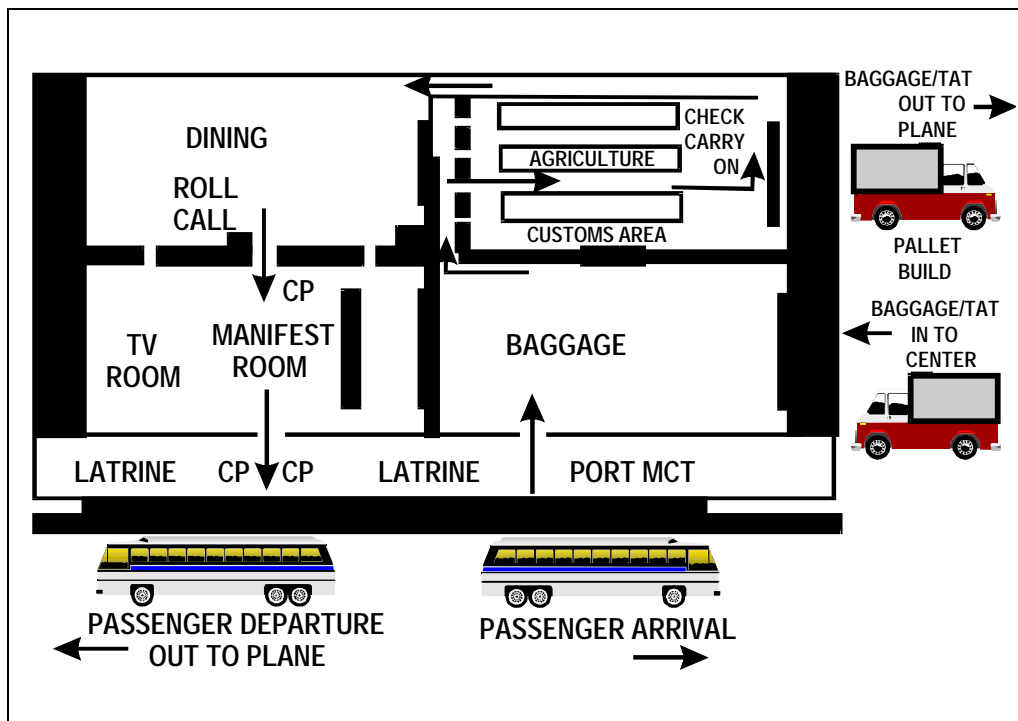 BAGGAGE/TAT
OUT TO
PLANE
DINING
CHECK
CARRY
ON
AGRICULTURE
ROLL
CALL
CUSTOMS AREA
PALLET
BUILD
CP
BAGGAGE/TAT
IN TO
CENTER
TV
ROOM
MANIFEST
ROOM
BAGGAGE
LATRINE
CP
CP
LATRINE
PORT MCT
PASSENGER DEPARTURE
OUT TO PLANE
PASSENGER ARRIVAL